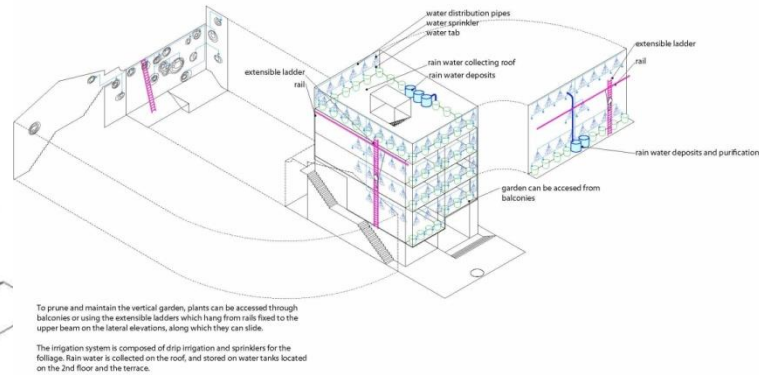 water distribution pipes
water sprinkler
water tab
extensible ladder
rail
rain water collecting roof
rain water deposits
extensible ladder
rail
rain water deposits and purification
garden can be accesed from
balconies
To prune and maintain the vertical garden, plants can be accessed through
balconies or using the extensible ladders which hang from rails fixed to the
upper beam on the lateral elevations, along which they can slide.
The irrigation system is composed of drip irrigation and sprinklers for the
folliage. Rain water is collected on the roof, and stored on water tanks located
on the 2nd floor and the terrace.